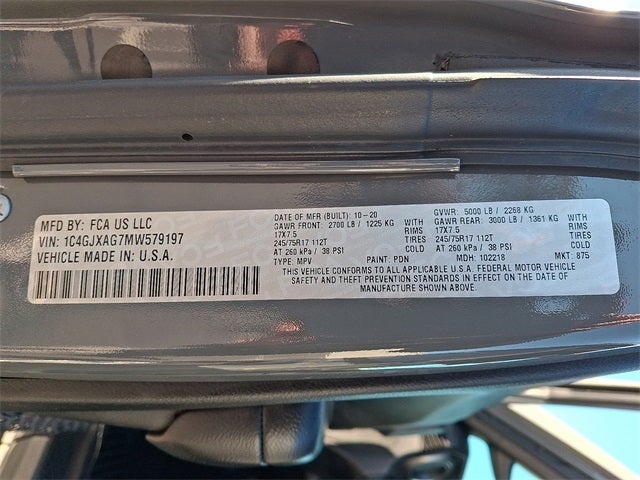 MFD BY: FCA US LLC
VIN: 1C4GJXAG7MW579197
VEHICLE MADE IN: U.S.A.
DATE OF MFR (BUILT): 10-20
GAWR FRONT: 2700 LB / 1225 KG WITH
17X7.5 RIMS
245/75R17 112T TIRES
AT 260 kPa / 38 PSI COLD
TYPE: MPV PAINT: PDN
GVWR: 5000 LB / 2268 KG
GAWR REAR: 3000 LB / 1361 KG WITH
17X7.5 RIMS
245/75R17 112T TIRES
AT 260 kPa / 38 PSI COLD
MDH: 102218 MKT: 875
THIS VEHICLE CONFORMS TO ALL APPLICABLE U.S.A. FEDERAL MOTOR VEHICLE
SAFETY AND THEFT PREVENTION STANDARDS IN EFFECT ON THE DATE OF
MANUFACTURE SHOWN ABOVE.